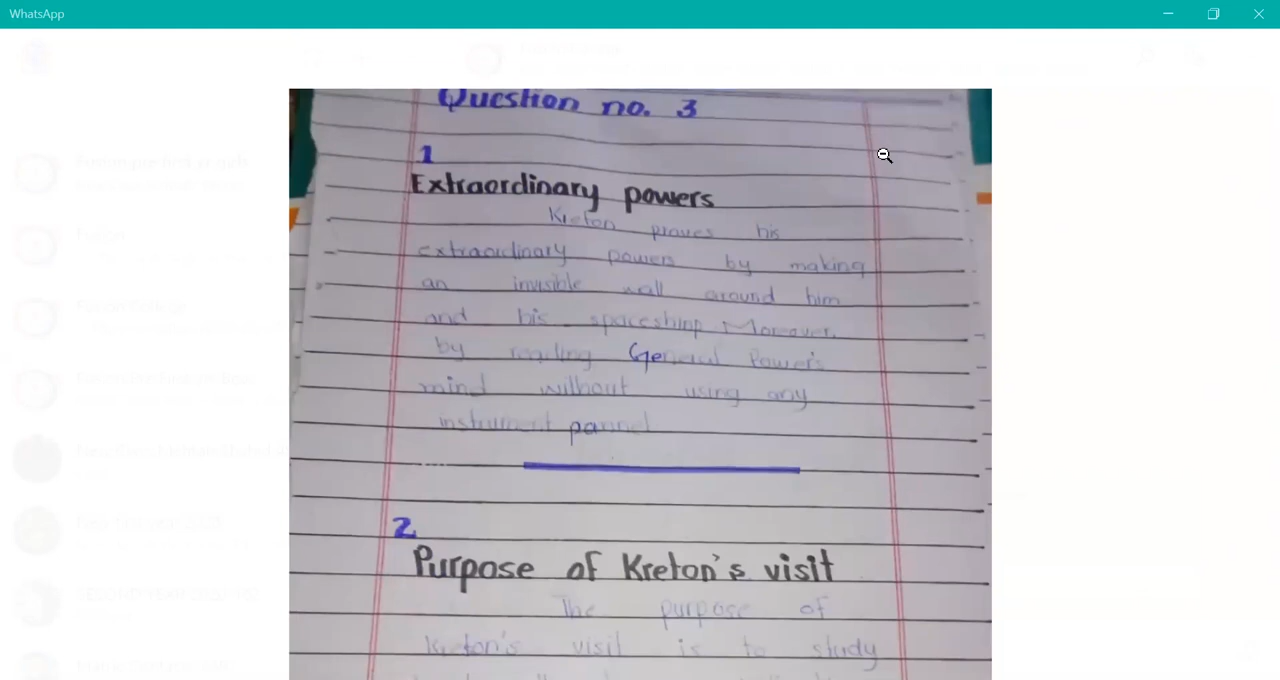 WhatsApp
Question no. 3
1
Extraordinary powers
Kreton proves his
extraordinary powers by making
an invisible wall around him
and his spaceshipp. Moreover,
by reading General Power's
mind without using any
instrument pannel
2
Purpose of Kreton's visit
The purpose of
Kreton's visit is to study